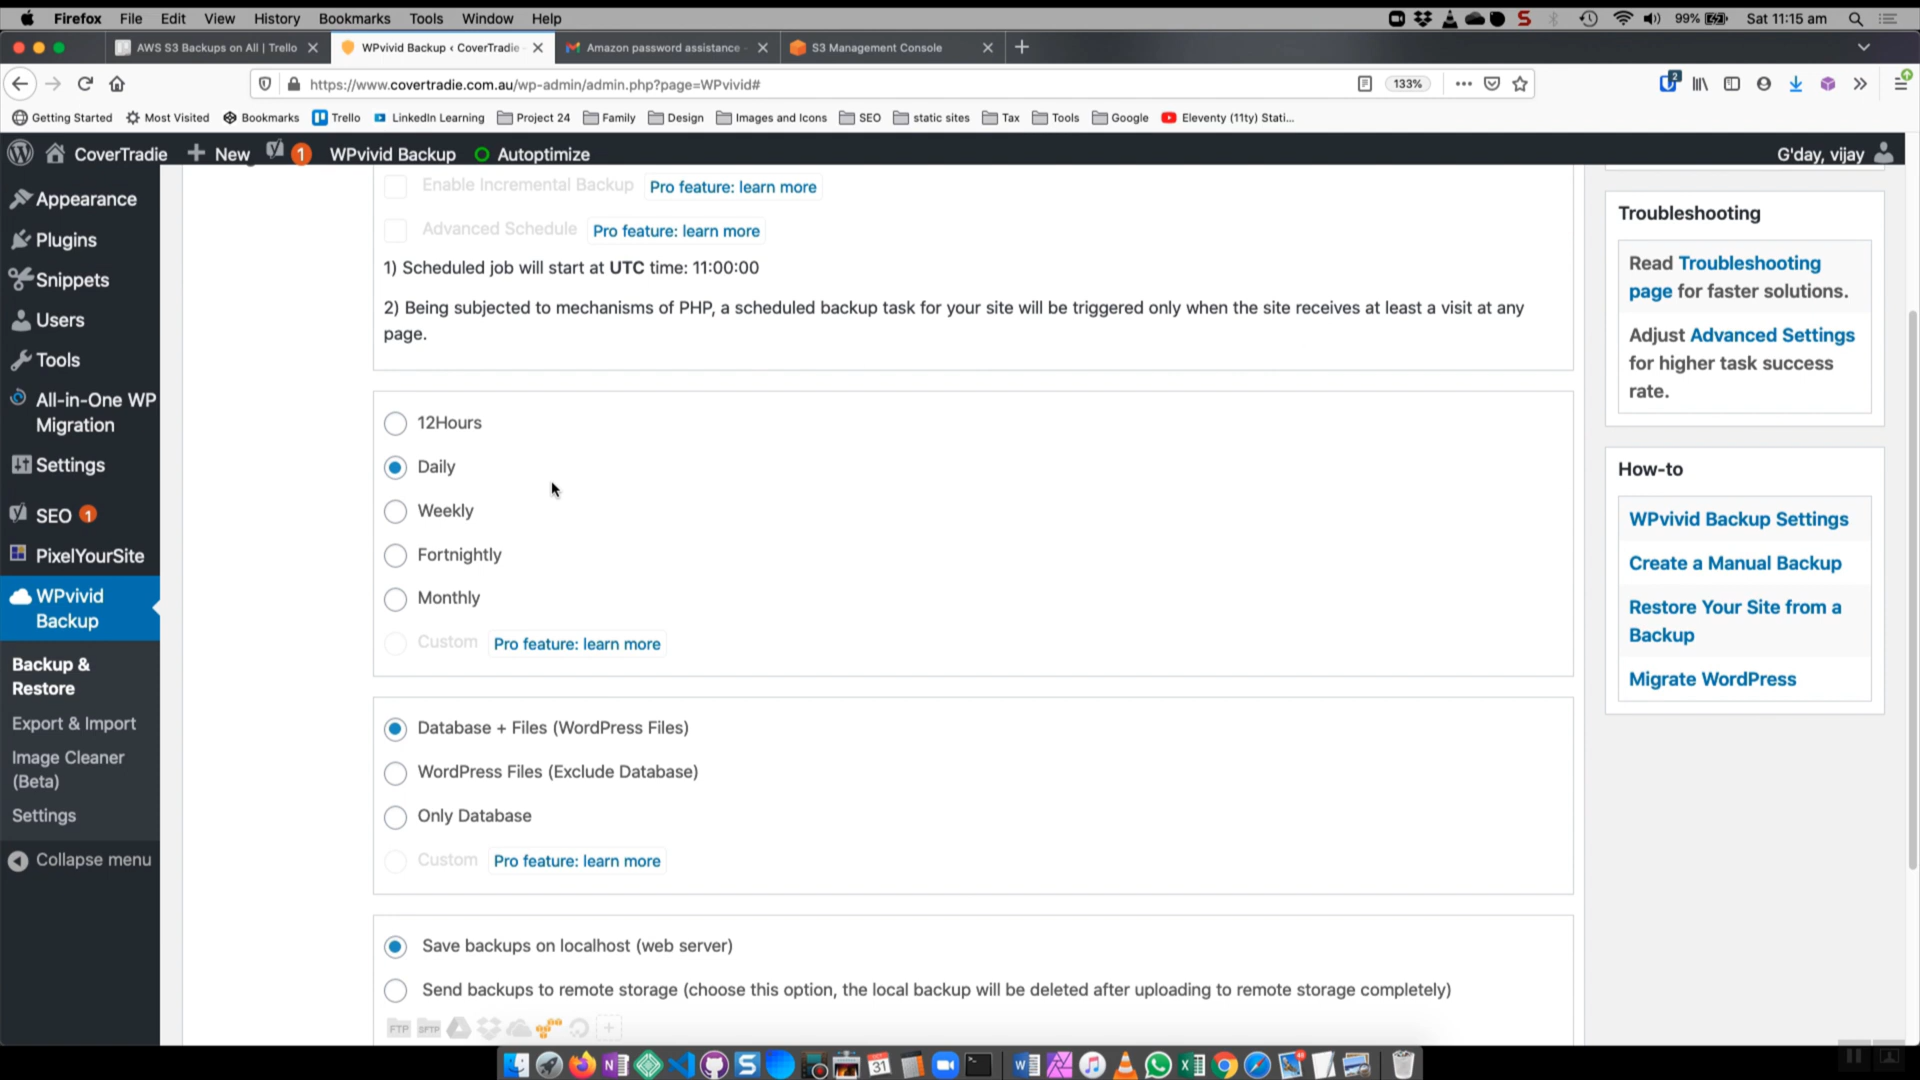 Firefox File Edit View History Bookmarks Tools Window Help 99% Sat 11:15 am
AWS S3 Backups on All | Trello WPvivid Backup ‹ CoverTradie Amazon password assistance S3 Management Console
https://www.covertradie.com.au/wp-admin/admin.php?page=WPvivid# 133% 2
Getting Started Most Visited Bookmarks Trello LinkedIn Learning Project 24 Family Design Images and Icons SEO static sites Tax Tools Google Eleventy (11ty) Stati...
CoverTradie New 1 WPvivid Backup Autoptimize G'day, vijay
Appearance
Plugins
Snippets
Users
Tools
All-in-One WP
Migration
Settings
SEO 1
PixelYourSite
WPvivid
Backup
Backup &
Restore
Export & Import
Image Cleaner
(Beta)
Settings
Collapse menu
Enable Incremental Backup Pro feature: learn more
Advanced Schedule Pro feature: learn more
1) Scheduled job will start at UTC time: 11:00:00
2) Being subjected to mechanisms of PHP, a scheduled backup task for your site will be triggered only when the site receives at least a visit at any
page.
12Hours
Daily
Weekly
Fortnightly
Monthly
Custom Pro feature: learn more
Database + Files (WordPress Files)
WordPress Files (Exclude Database)
Only Database
Custom Pro feature: learn more
Save backups on localhost (web server)
Send backups to remote storage (choose this option, the local backup will be deleted after uploading to remote storage completely)
FTP SFTP
Troubleshooting
Read Troubleshooting
page for faster solutions.
Adjust Advanced Settings
for higher task success
rate.
How-to
WPvivid Backup Settings
Create a Manual Backup
Restore Your Site from a
Backup
Migrate WordPress
31